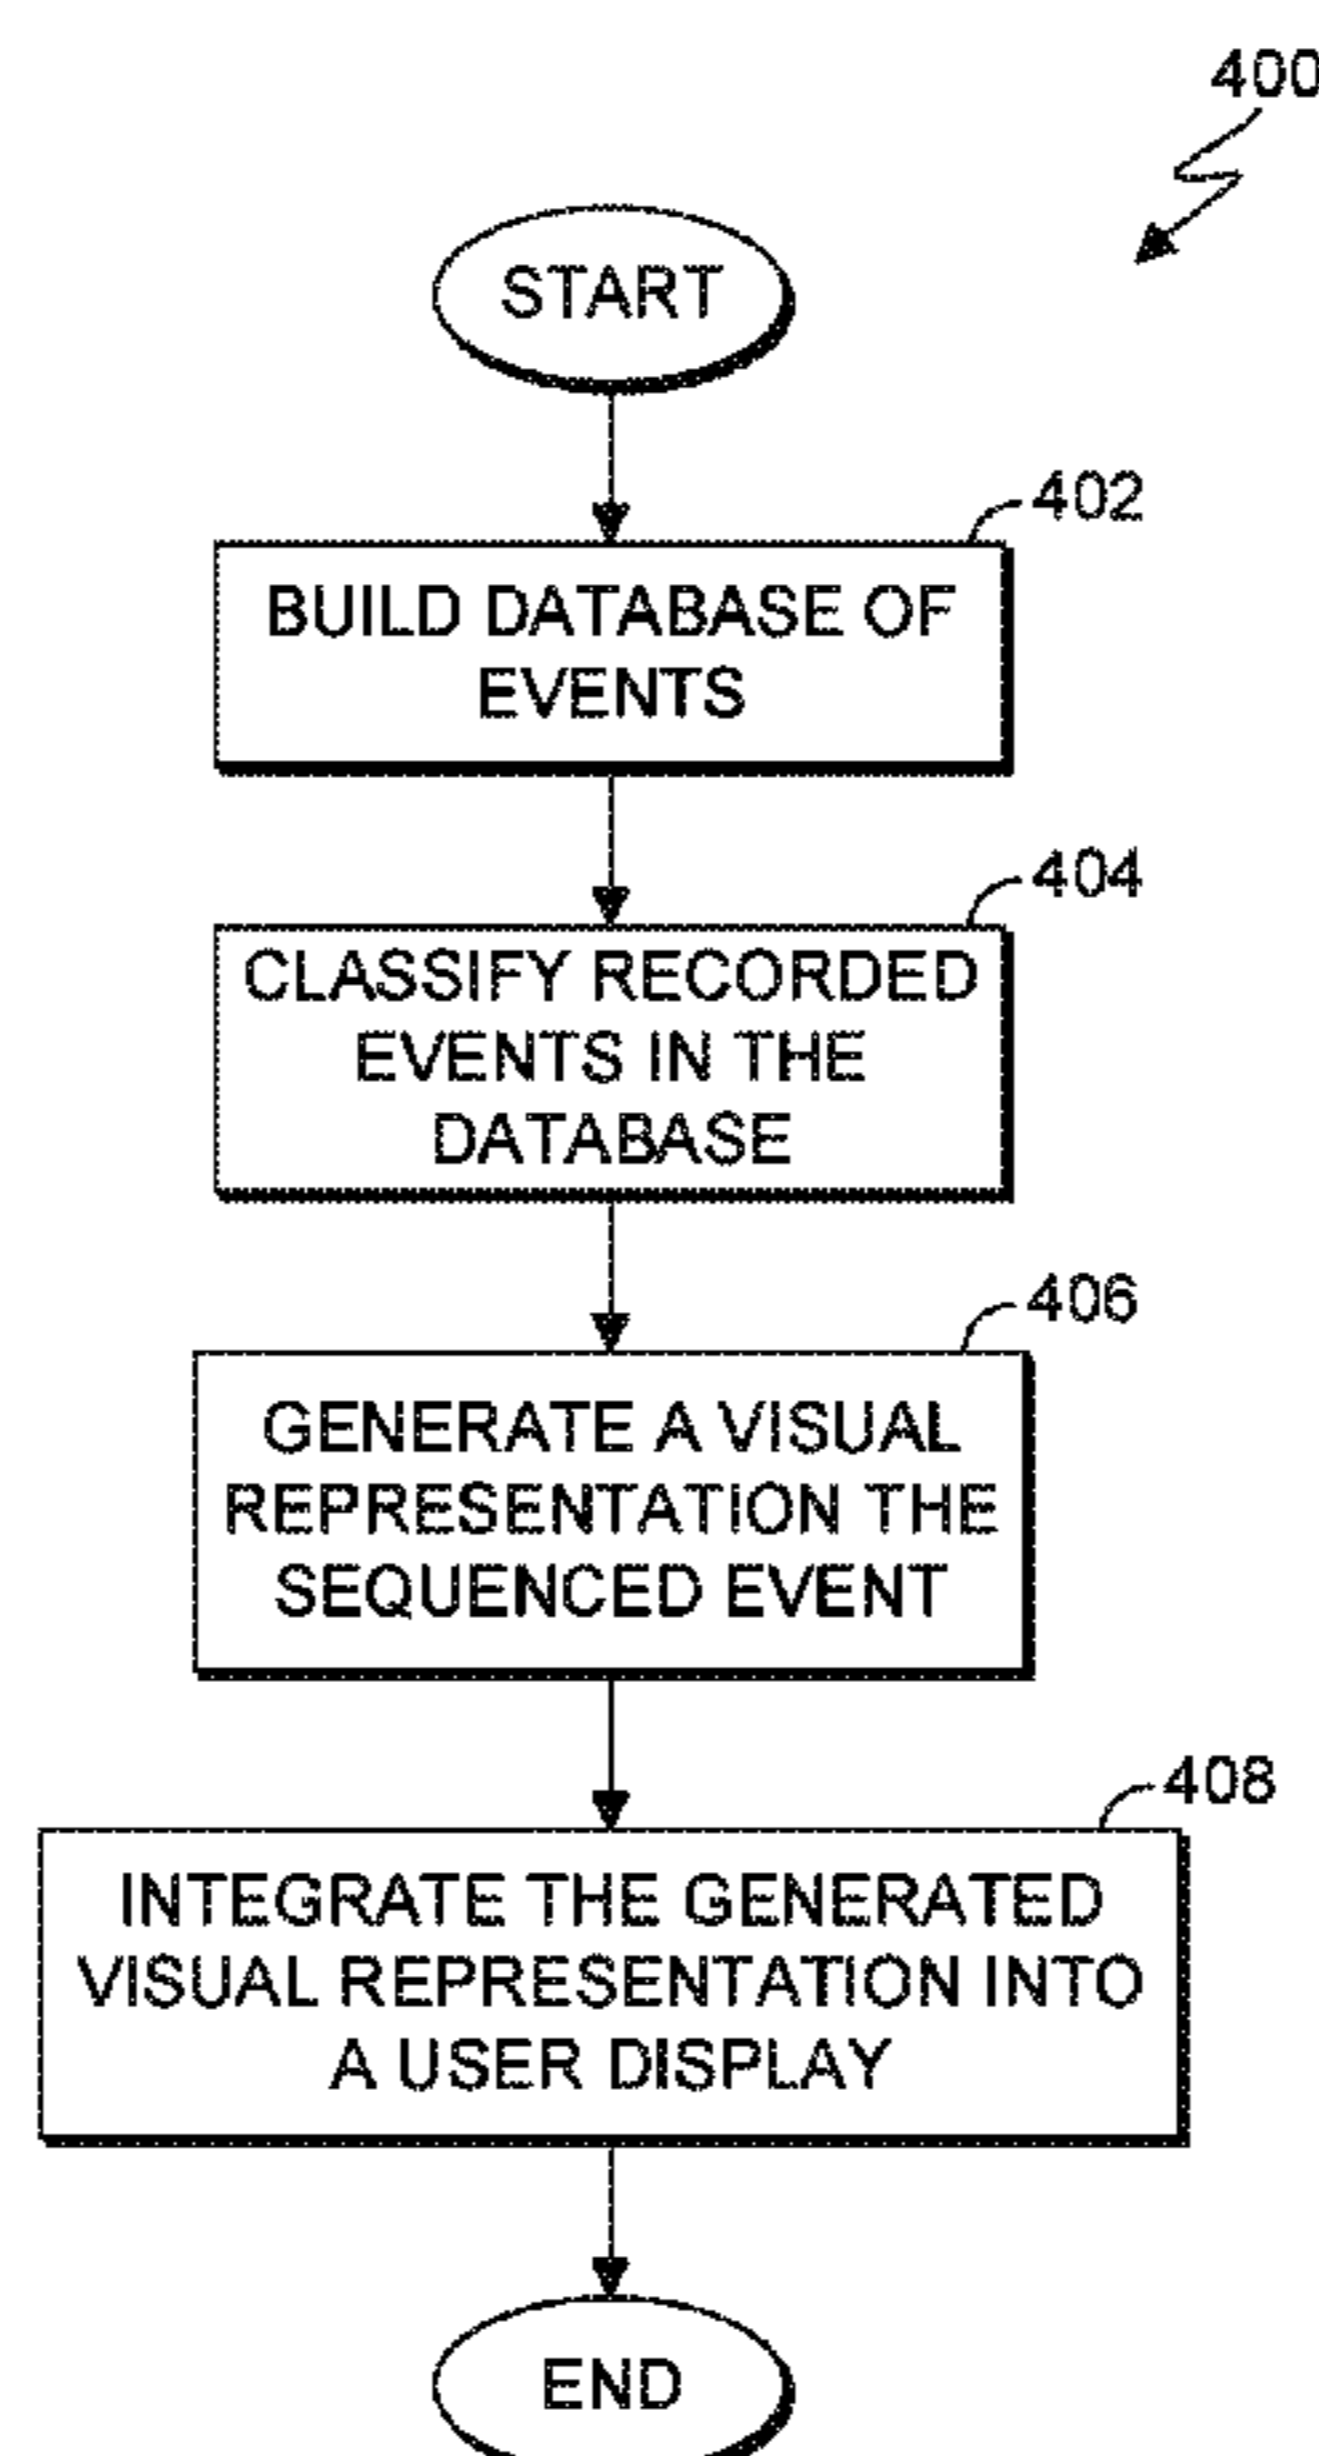 400
START
402
BUILD DATABASE OF
EVENTS
404
CLASSIFY RECORDED
EVENTS IN THE
DATABASE
406
GENERATE A VISUAL
REPRESENTATION THE
SEQUENCED EVENT
408
INTEGRATE THE GENERATED
VISUAL REPRESENTATION INTO
A USER DISPLAY
END